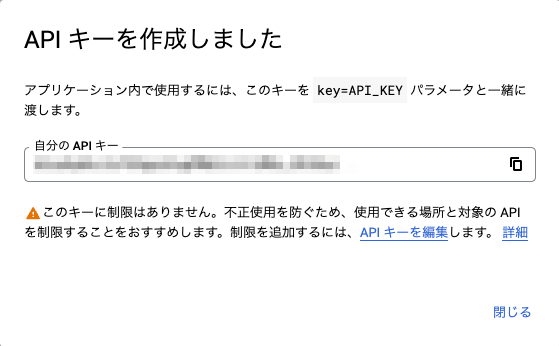 API キーを作成しました
アプリケーション内で使用するには、このキーを key=API_KEY パラメータと一緒に
渡します。
自分の API キー
このキーに制限はありません。不正使用を防ぐため、使用できる場所と対象の API
を制限することをおすすめします。制限を追加するには、API キーを編集します。 詳細
閉じる